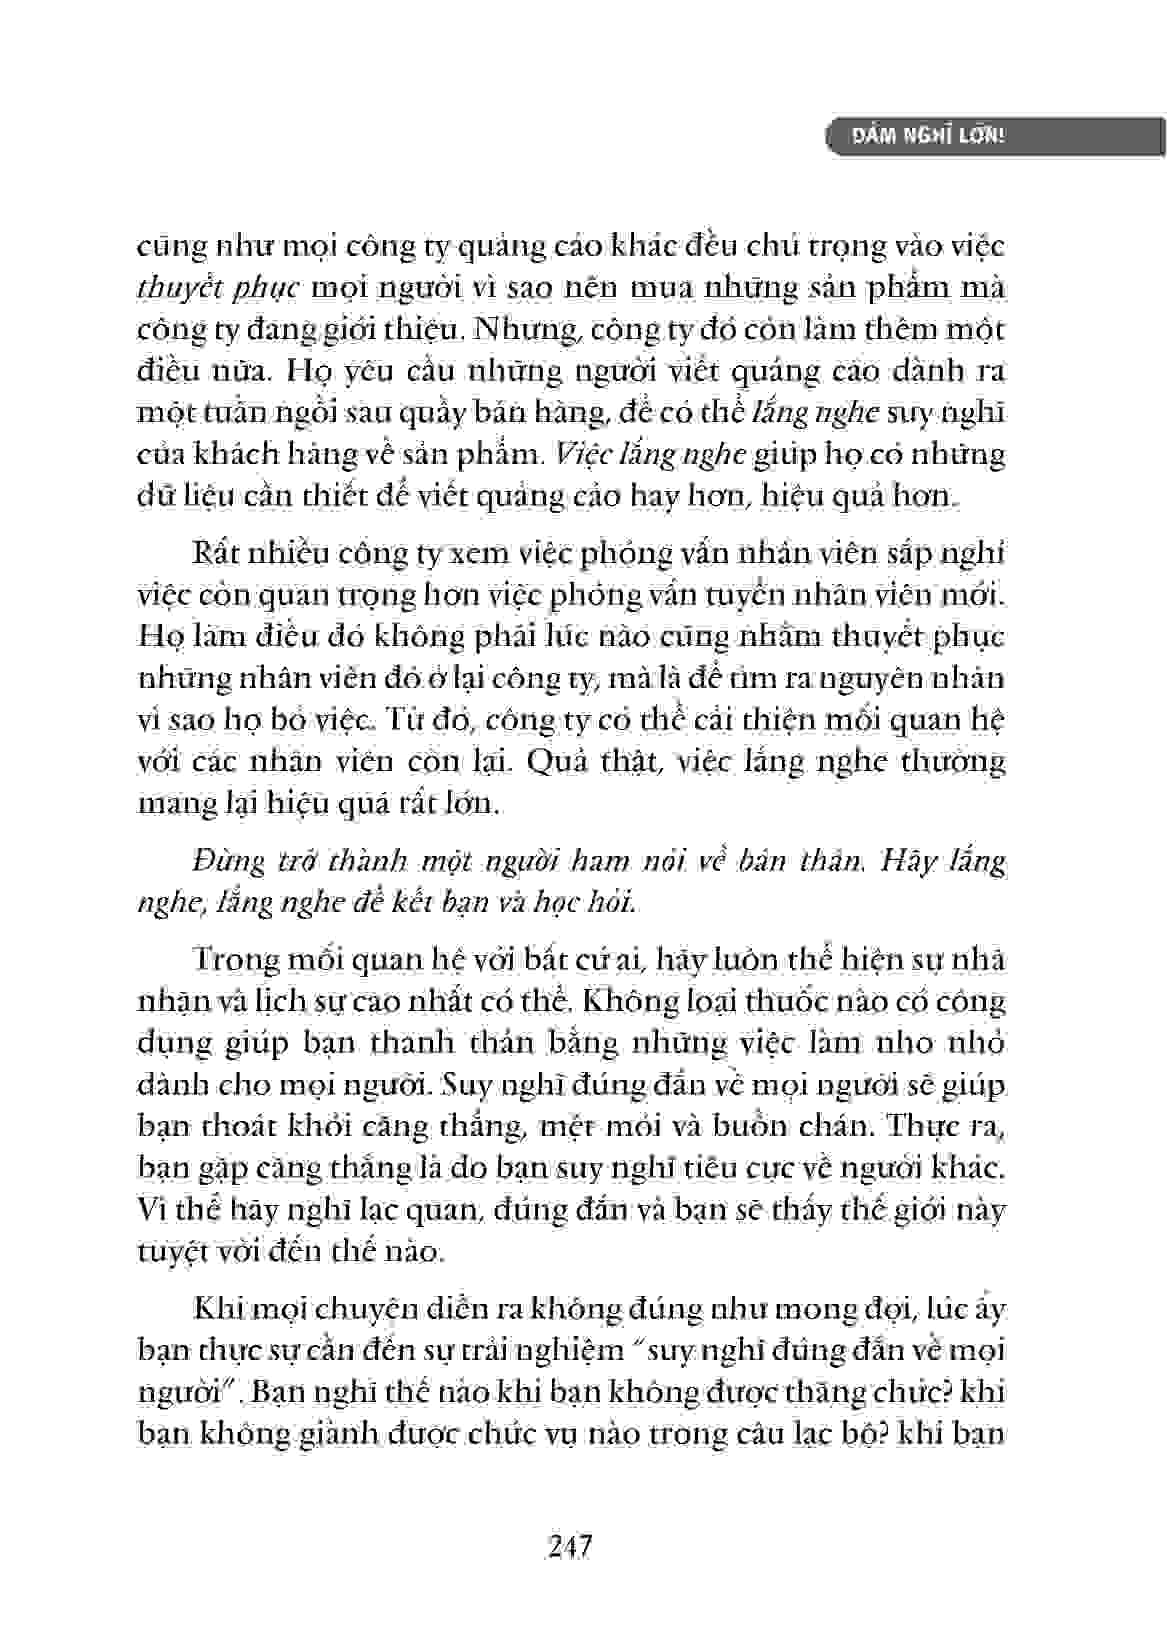 DÁM NGHĨ LỚN!
cũng như mọi công ty quảng cáo khác đều chú trọng vào việc
thuyết phục mọi người vì sao nên mua những sản phẩm mà
công ty đang giới thiệu. Nhưng, công ty đó còn làm thêm một
điều nữa. Họ yêu cầu những người viết quảng cáo dành ra
một tuần ngồi sau quầy bán hàng, để có thể lắng nghe suy nghĩ
của khách hàng về sản phẩm. Việc lắng nghe giúp họ có những
dữ liệu cần thiết để viết quảng cáo hay hơn, hiệu quả hơn.
Rất nhiều công ty xem việc phỏng vấn nhân viên sắp nghỉ
việc còn quan trọng hơn việc phỏng vấn tuyển nhân viên mới.
Họ làm điều đó không phải lúc nào cũng nhằm thuyết phục
những nhân viên đó ở lại công ty, mà là để tìm ra nguyên nhân
vì sao họ bỏ việc. Từ đó, công ty có thể cải thiện mối quan hệ
với các nhân viên còn lại. Quả thật, việc lắng nghe thường
mang lại hiệu quả rất lớn.
Đừng trở thành một người ham nói về bản thân. Hãy lắng
nghe, lắng nghe để kết bạn và học hỏi.
Trong mối quan hệ với bất cứ ai, hãy luôn thể hiện sự nhã
nhặn và lịch sự cao nhất có thể. Không loại thuốc nào có công
dụng giúp bạn thanh thản bằng những việc làm nho nhỏ
dành cho mọi người. Suy nghĩ đúng đắn về mọi người sẽ giúp
bạn thoát khỏi căng thẳng, mệt mỏi và buồn chán. Thực ra,
bạn gặp căng thẳng là do bạn suy nghĩ tiêu cực về người khác.
Vì thế hãy nghĩ lạc quan, đúng đắn và bạn sẽ thấy thế giới này
tuyệt vời đến thế nào.
Khi mọi chuyện diễn ra không đúng như mong đợi, lúc ấy
bạn thực sự cần đến sự trải nghiệm "suy nghĩ đúng đắn về mọi
người". Bạn nghĩ thế nào khi bạn không được thăng chức? khi
bạn không giành được chức vụ nào trong câu lạc bộ? khi bạn
247